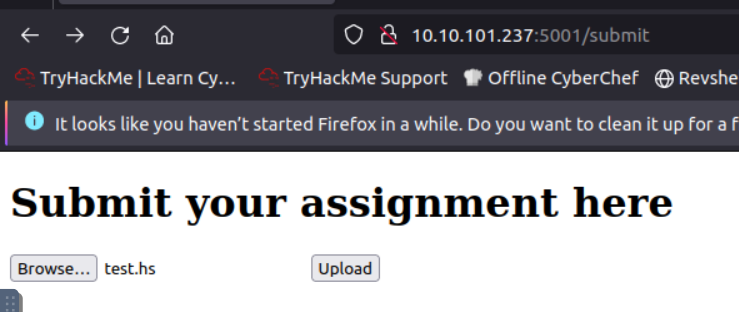 10.10.101.237:5001/submit
TryHackMe | Learn Cy... TryHackMe Support Offline CyberChef Revshe
It looks like you haven't started Firefox in a while. Do you want to clean it up for a f
Submit your assignment here
Browse... test.hs Upload